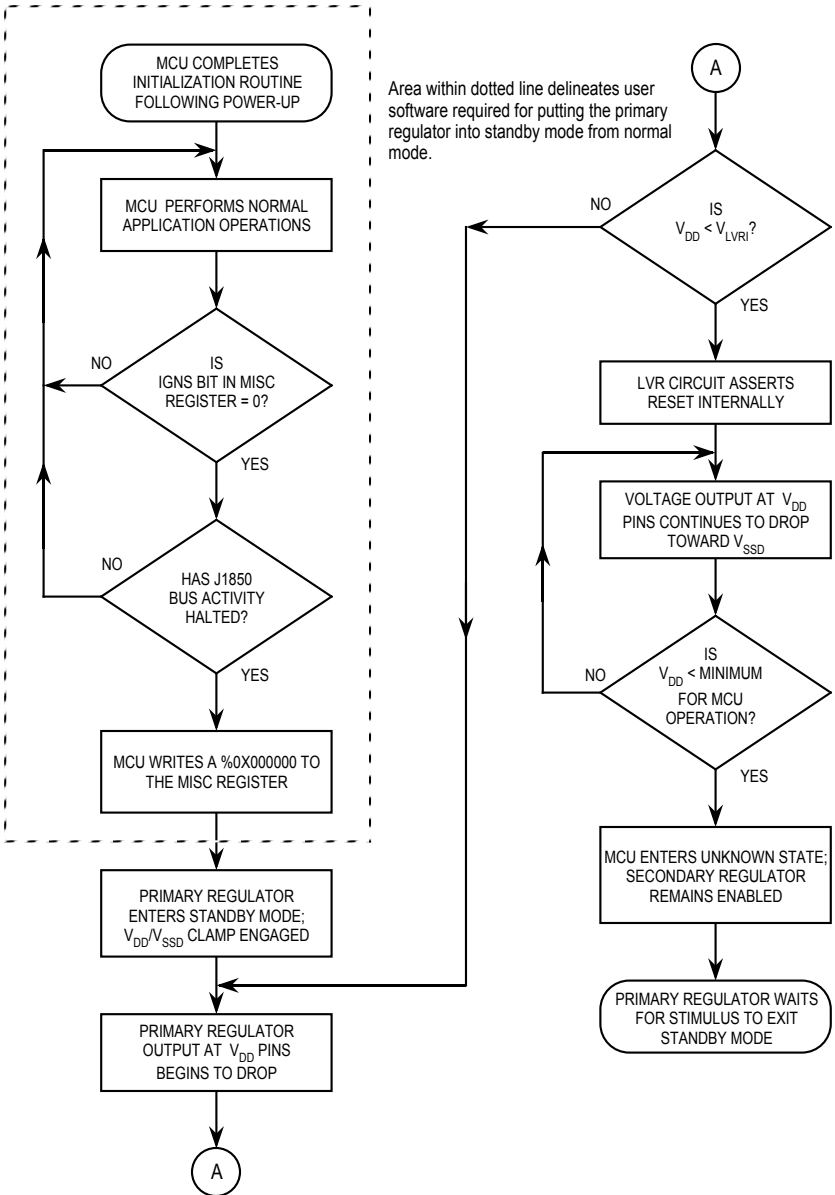 MCU COMPLETES
INITIALIZATION ROUTINE
FOLLOWING POWER-UP
MCU PERFORMS NORMAL
APPLICATION OPERATIONS
NO
IS
IGNS BIT IN MISC
REGISTER = 0?
YES
NO
HAS J1850
BUS ACTIVITY
HALTED?
YES
MCU WRITES A %0X000000 TO
THE MISC REGISTER
PRIMARY REGULATOR
ENTERS STANDBY MODE;
VDD/VSSD CLAMP ENGAGED
PRIMARY REGULATOR
OUTPUT AT VDD PINS
BEGINS TO DROP
A
Area within dotted line delineates user
software required for putting the primary
regulator into standby mode from normal
mode.
A
NO
IS
VDD < VLVRI?
YES
LVR CIRCUIT ASSERTS
RESET INTERNALLY
VOLTAGE OUTPUT AT VDD
PINS CONTINUES TO DROP
TOWARD VSSD
NO
IS
VDD < MINIMUM
FOR MCU
OPERATION?
YES
MCU ENTERS UNKNOWN STATE;
SECONDARY REGULATOR
REMAINS ENABLED
PRIMARY REGULATOR WAITS
FOR STIMULUS TO EXIT
STANDBY MODE